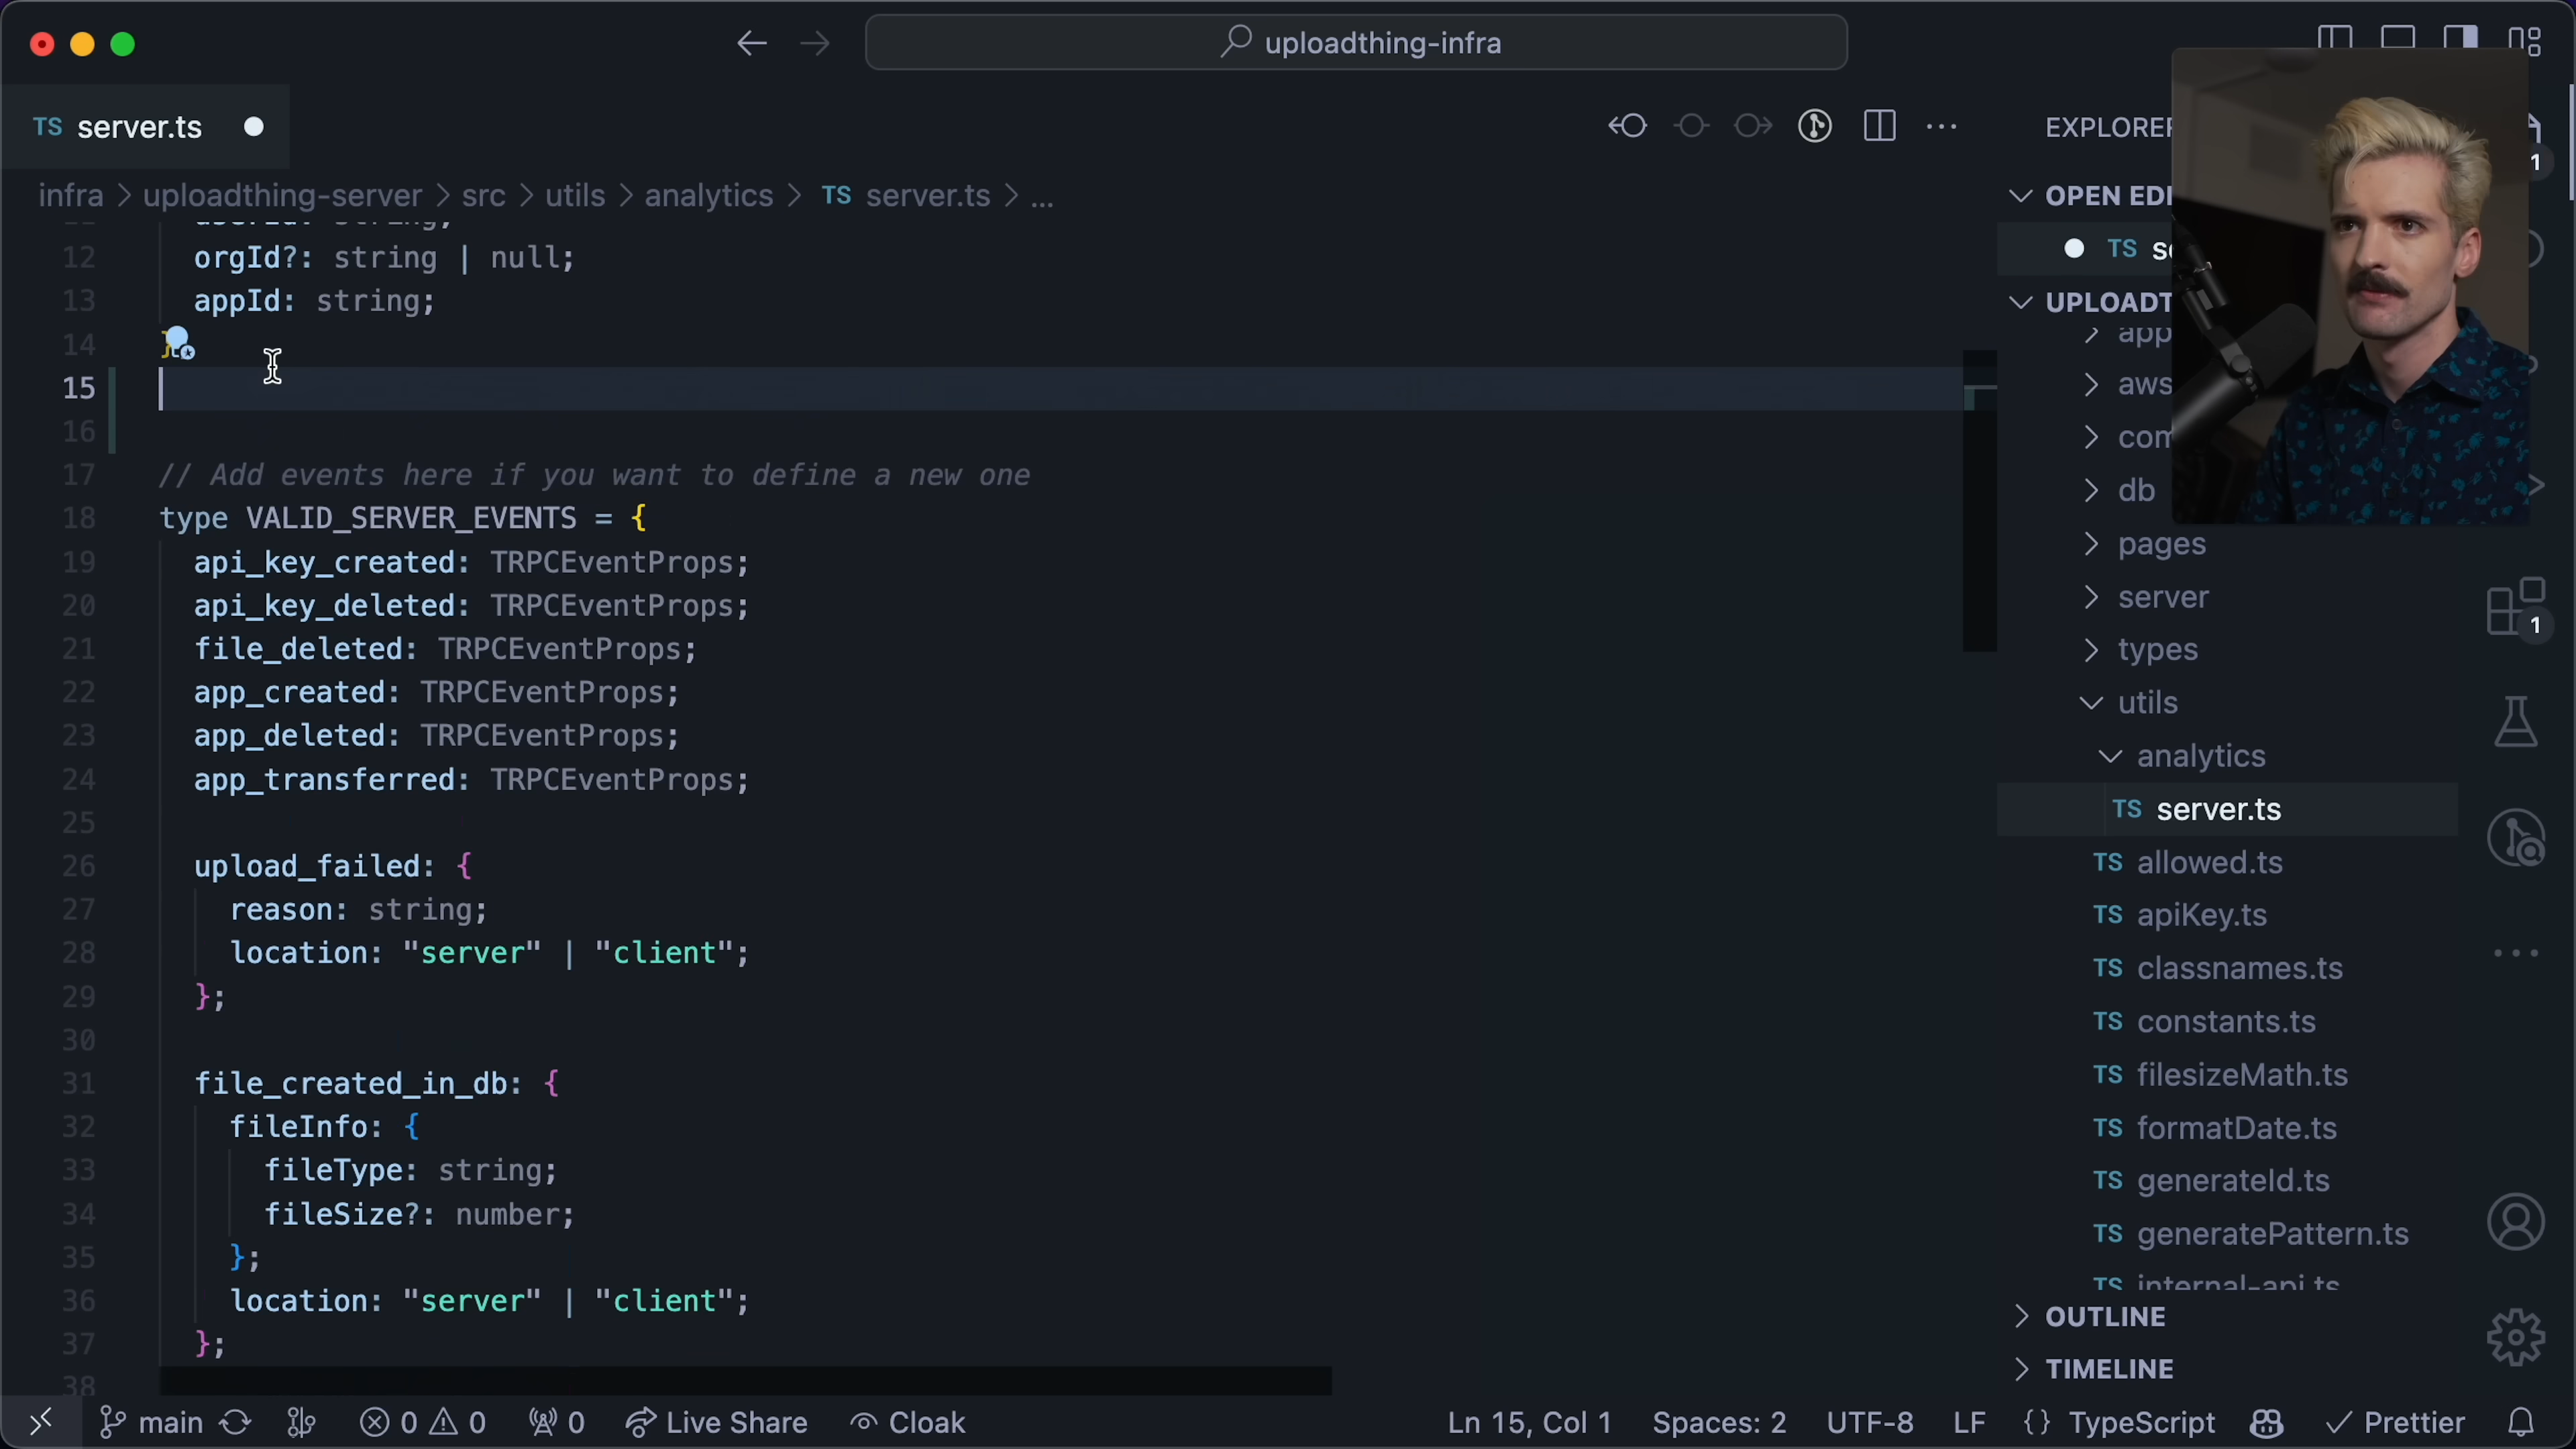 uploadthing-infra
TS server.ts
EXPLORER
1
infra > uploadthing-server > src > utils > analytics > TS server.ts > ...
OPEN EDI
TS se
UPLOADT
12 orgId?: string | null;
13 appId: string;
14 }
15
16
17 // Add events here if you want to define a new one
18 type VALID_SERVER_EVENTS = {
19 api_key_created: TRPCEventProps;
20 api_key_deleted: TRPCEventProps;
21 file_deleted: TRPCEventProps;
22 app_created: TRPCEventProps;
23 app_deleted: TRPCEventProps;
24 app_transferred: TRPCEventProps;
25
26 upload_failed: {
27 reason: string;
28 location: "server" | "client";
29 };
30
31 file_created_in_db: {
32 fileInfo: {
33 fileType: string;
34 fileSize?: number;
35 };
36 location: "server" | "client";
37 };
38
app
aws
com
db
pages
server
types
utils
analytics
TS server.ts
TS allowed.ts
TS apiKey.ts
TS classnames.ts
TS constants.ts
TS filesizeMath.ts
TS formatDate.ts
TS generateId.ts
TS generatePattern.ts
TS internal-api.ts
OUTLINE
TIMELINE
1
main 0 0 0 Live Share Cloak Ln 15, Col 1 Spaces: 2 UTF-8 LF {} TypeScript Prettier